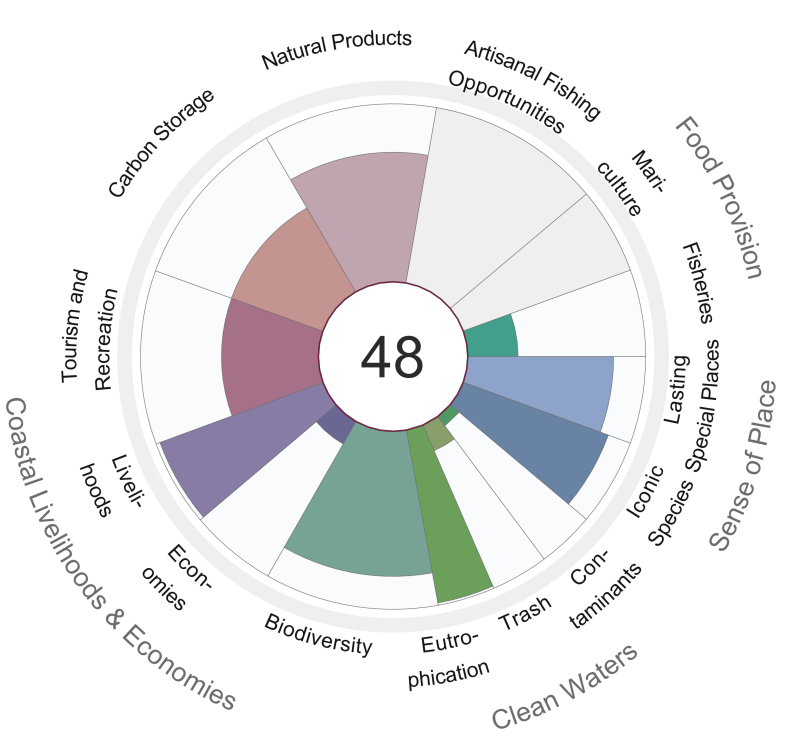 Natural Products
Artisanal Fishing
Opportunities
Mari-
culture
Food Provision
Fisheries
Lasting
Special Places
Sense of Place
Iconic
Species
Con-
taminants
Trash
Clean Waters
Eutro-
phication
Biodiversity
Econ-
omies
Liveli-
hoods
Coastal Livelihoods & Economies
Tourism and
Recreation
Carbon Storage
48